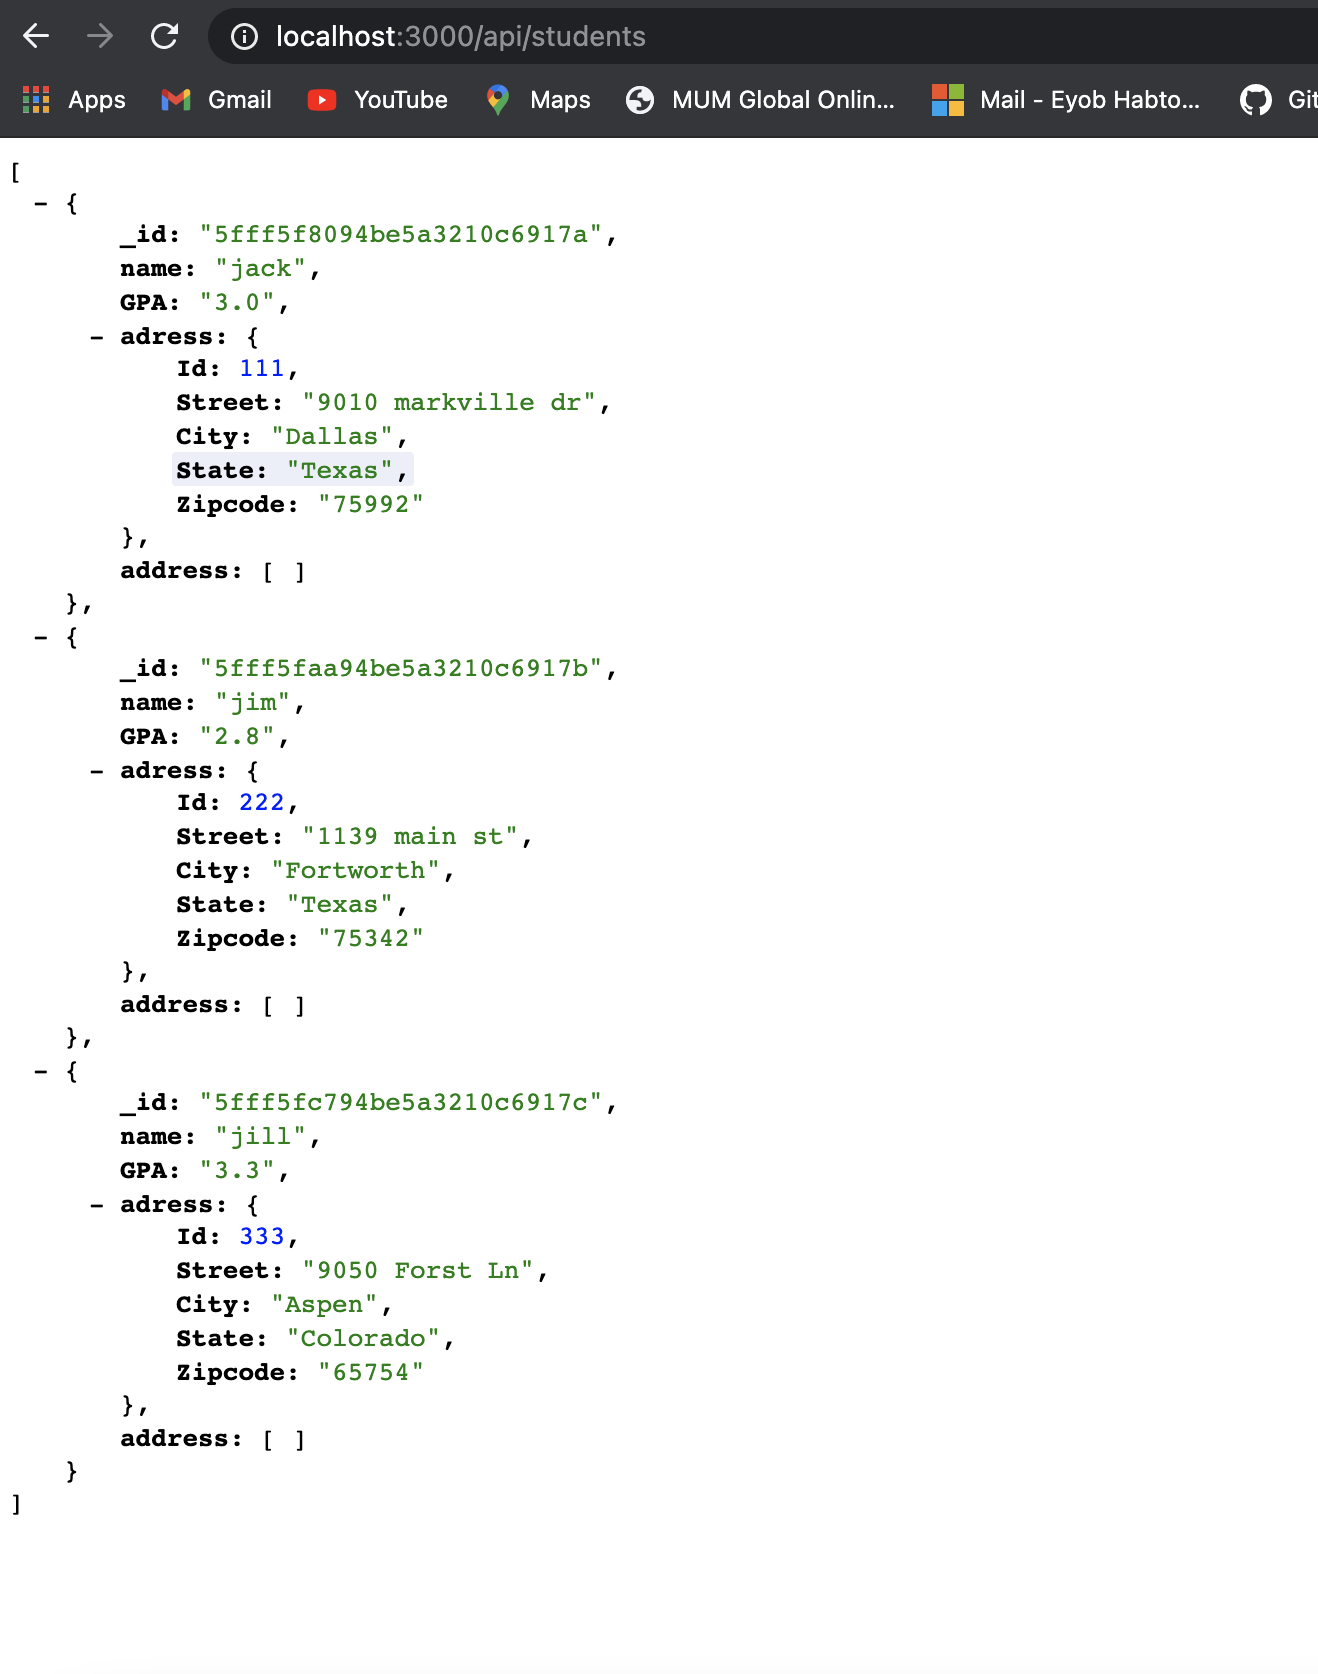 localhost:3000/api/students
Apps Gmail YouTube Maps MUM Global Onlin... Mail - Eyob Habto... Git
[
- {
_id: "5fff5f8094be5a3210c6917a",
name: "jack",
GPA: "3.0",
- adress: {
Id: 111,
Street: "9010 markville dr",
City: "Dallas",
State: "Texas",
Zipcode: "75992"
},
address: [ ]
},
- {
_id: "5fff5faa94be5a3210c6917b",
name: "jim",
GPA: "2.8",
- adress: {
Id: 222,
Street: "1139 main st",
City: "Fortworth",
State: "Texas",
Zipcode: "75342"
},
address: [ ]
},
- {
_id: "5fff5fc794be5a3210c6917c",
name: "jill",
GPA: "3.3",
- adress: {
Id: 333,
Street: "9050 Forst Ln",
City: "Aspen",
State: "Colorado",
Zipcode: "65754"
},
address: [ ]
}
]